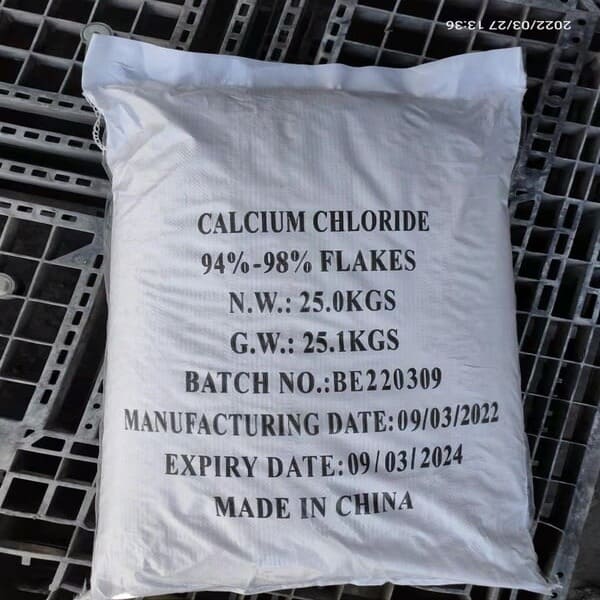 2022/03/27 13:36
CALCIUM CHLORIDE
94%-98% FLAKES
N.W.: 25.0KGS
G.W.: 25.1KGS
BATCH NO.:BE220309
MANUFACTURING DATE:09/03/2022
EXPIRY DATE:09/03/2024
MADE IN CHINA